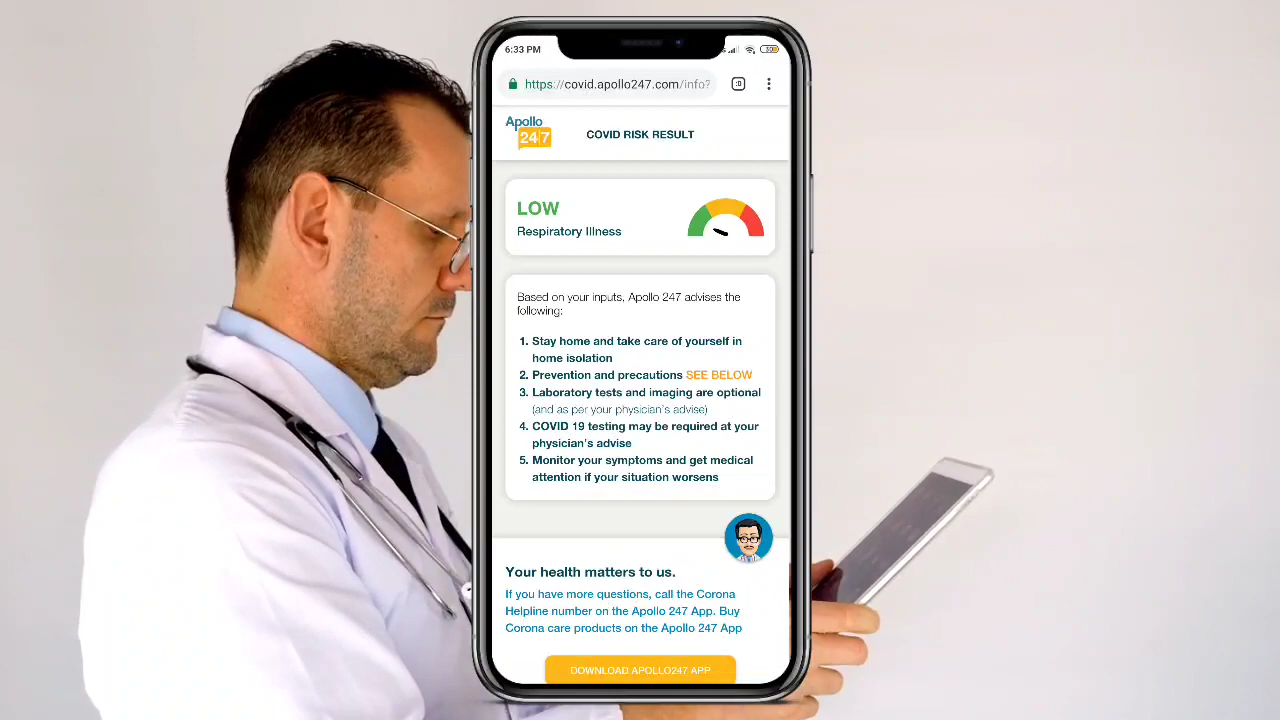 6:33 PM
30
https://covid.apollo247.com/info?
:0
Apollo
24|7
COVID RISK RESULT
LOW
Respiratory Illness
Based on your inputs, Apollo 247 advises the
following:
1. Stay home and take care of yourself in
home isolation
2. Prevention and precautions SEE BELOW
3. Laboratory tests and imaging are optional
(and as per your physician's advise)
4. COVID 19 testing may be required at your
physician's advise
5. Monitor your symptoms and get medical
attention if your situation worsens
Your health matters to us.
If you have more questions, call the Corona
Helpline number on the Apollo 247 App. Buy
Corona care products on the Apollo 247 App
DOWNLOAD APOLLO247 APP